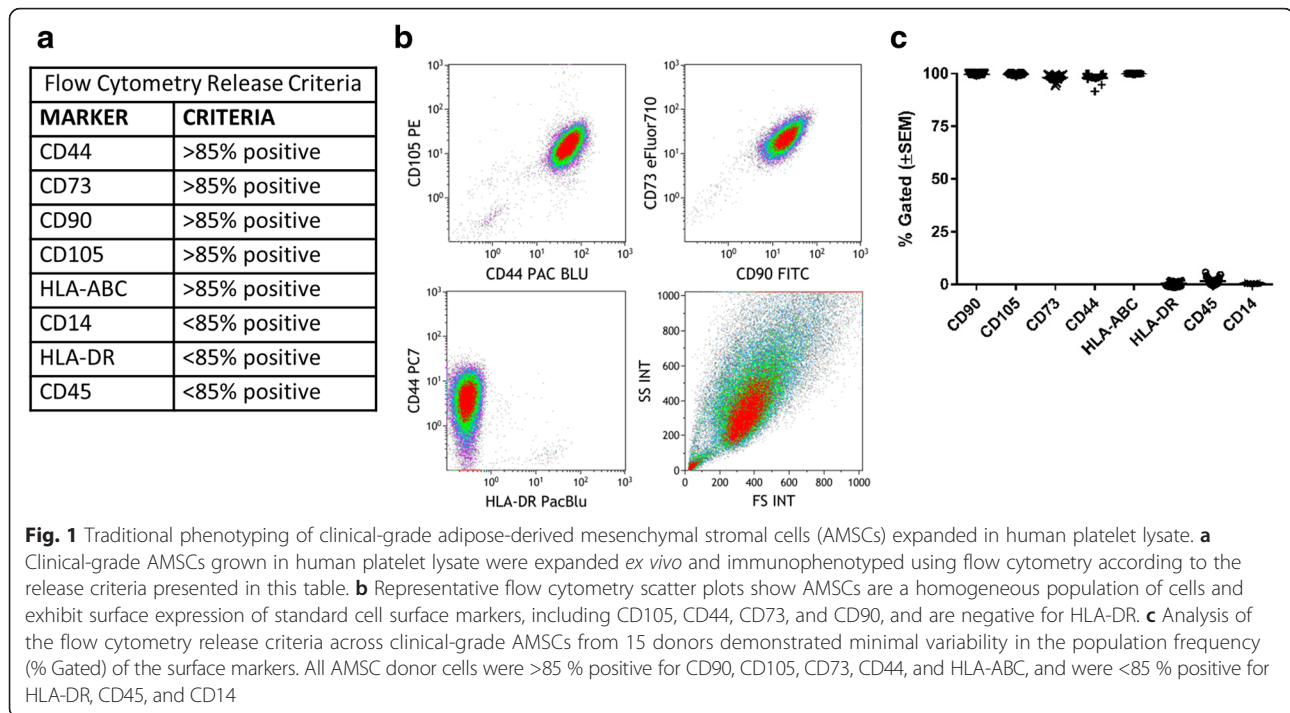 a
Flow Cytometry Release Criteria
MARKER CRITERIA
CD44 >85% positive
CD73 >85% positive
CD90 >85% positive
CD105 >85% positive
HLA-ABC >85% positive
CD14 <85% positive
HLA-DR <85% positive
CD45 <85% positive
b
CD105 PE
10³
10²
10¹
10⁰
10⁰ 10¹ 10² 10³
CD44 PAC BLU
CD73 eFluor710
10³
10²
10¹
10⁰
10⁰ 10¹ 10² 10³
CD90 FITC
CD44 PC7
10³
10²
10¹
10⁰
10⁰ 10¹ 10² 10³
HLA-DR PacBlu
SS INT
1000
800
600
400
200
0
0 200 400 600 800 1000
FS INT
c
% Gated (±SEM)
100
75
50
25
0
CD90 CD105 CD73 CD44 HLA-ABC HLA-DR CD45 CD14
Fig. 1 Traditional phenotyping of clinical-grade adipose-derived mesenchymal stromal cells (AMSCs) expanded in human platelet lysate. a
Clinical-grade AMSCs grown in human platelet lysate were expanded ex vivo and immunophenotyped using flow cytometry according to the
release criteria presented in this table. b Representative flow cytometry scatter plots show AMSCs are a homogeneous population of cells and
exhibit surface expression of standard cell surface markers, including CD105, CD44, CD73, and CD90, and are negative for HLA-DR. c Analysis of
the flow cytometry release criteria across clinical-grade AMSCs from 15 donors demonstrated minimal variability in the population frequency
(% Gated) of the surface markers. All AMSC donor cells were >85 % positive for CD90, CD105, CD73, CD44, and HLA-ABC, and were <85 % positive for
HLA-DR, CD45, and CD14